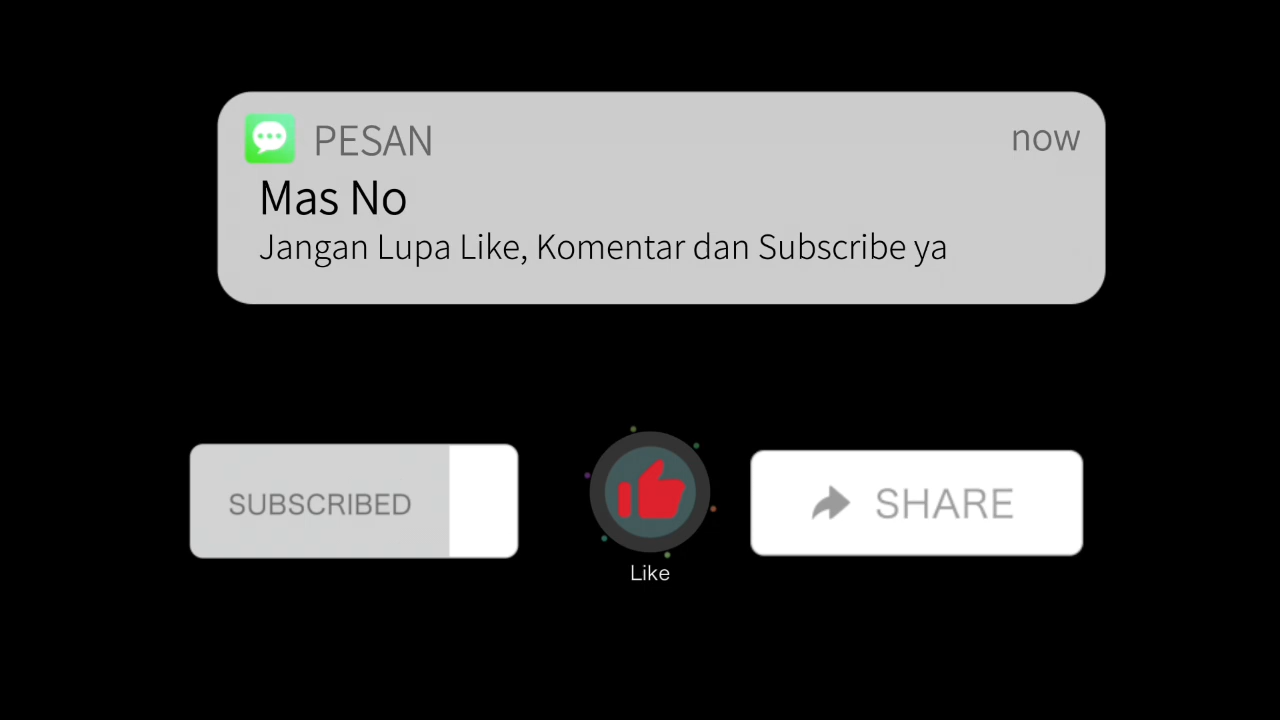 PESAN now
Mas No
Jangan Lupa Like, Komentar dan Subscribe ya
SUBSCRIBED
Like
SHARE